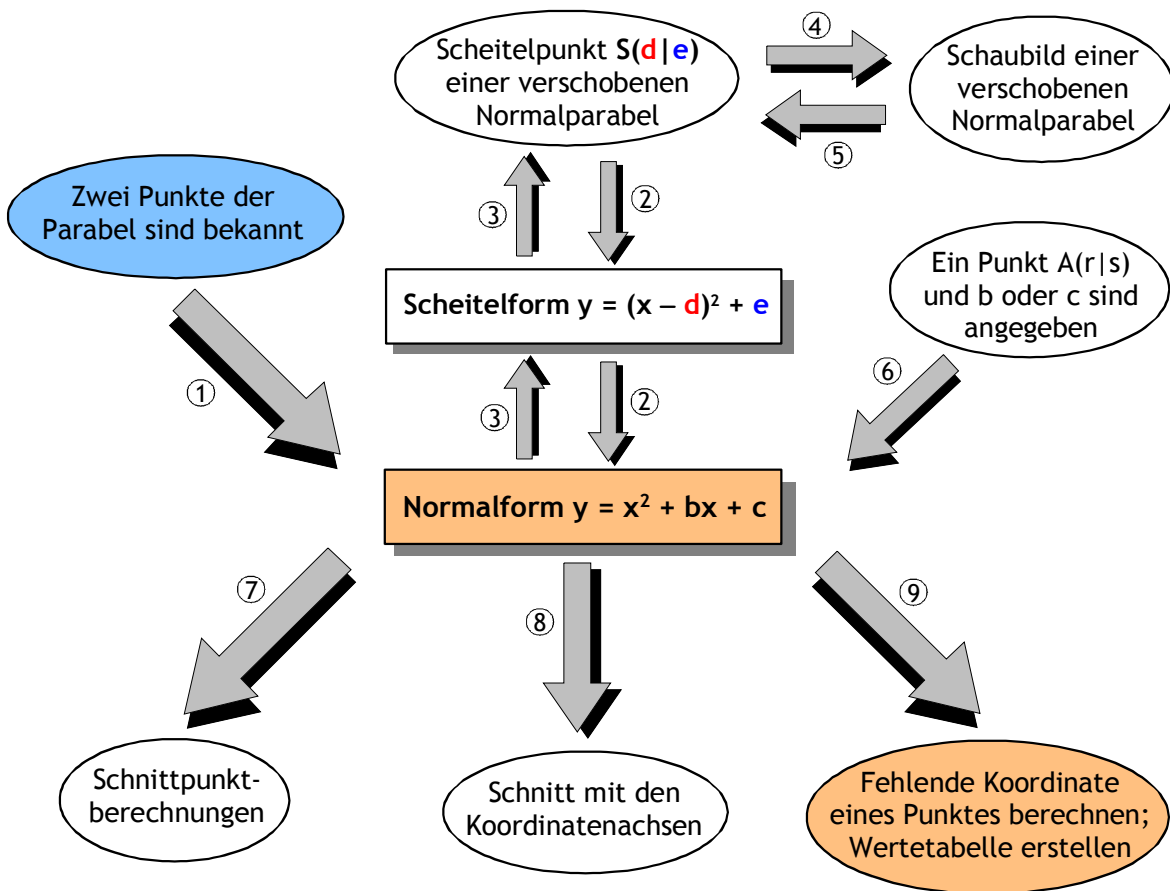 Scheitelpunkt S(d|e)
einer verschobenen
Normalparabel
④
Schaubild einer
verschobenen
Normalparabel
⑤
Zwei Punkte der
Parabel sind bekannt
③
②
Ein Punkt A(r|s)
und b oder c sind
angegeben
Scheitelform y = (x – d)² + e
①
③
②
⑥
Normalform y = x² + bx + c
⑦
⑧
⑨
Schnittpunkt-
berechnungen
Schnitt mit den
Koordinatenachsen
Fehlende Koordinate
eines Punktes berechnen;
Wertetabelle erstellen